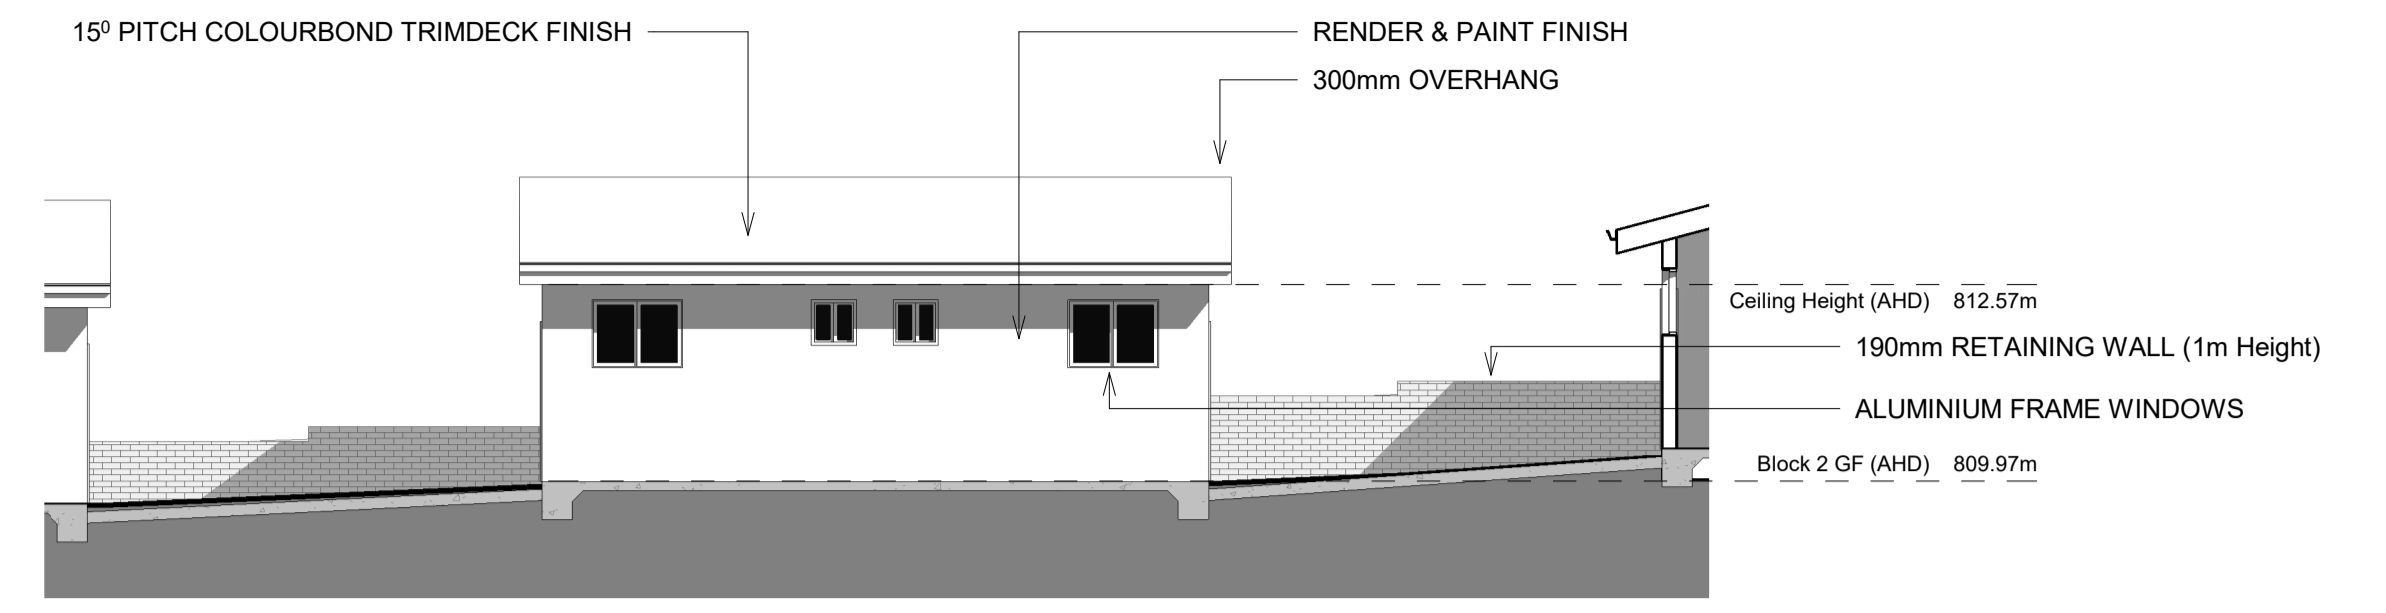 15⁰ PITCH COLOURBOND TRIMDECK FINISH
RENDER & PAINT FINISH
300mm OVERHANG
Ceiling Height (AHD) 812.57m
190mm RETAINING WALL (1m Height)
ALUMINIUM FRAME WINDOWS
Block 2 GF (AHD) 809.97m